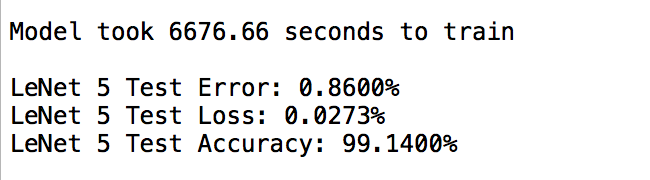 Model took 6676.66 seconds to train
LeNet 5 Test Error: 0.8600%
LeNet 5 Test Loss: 0.0273%
LeNet 5 Test Accuracy: 99.1400%